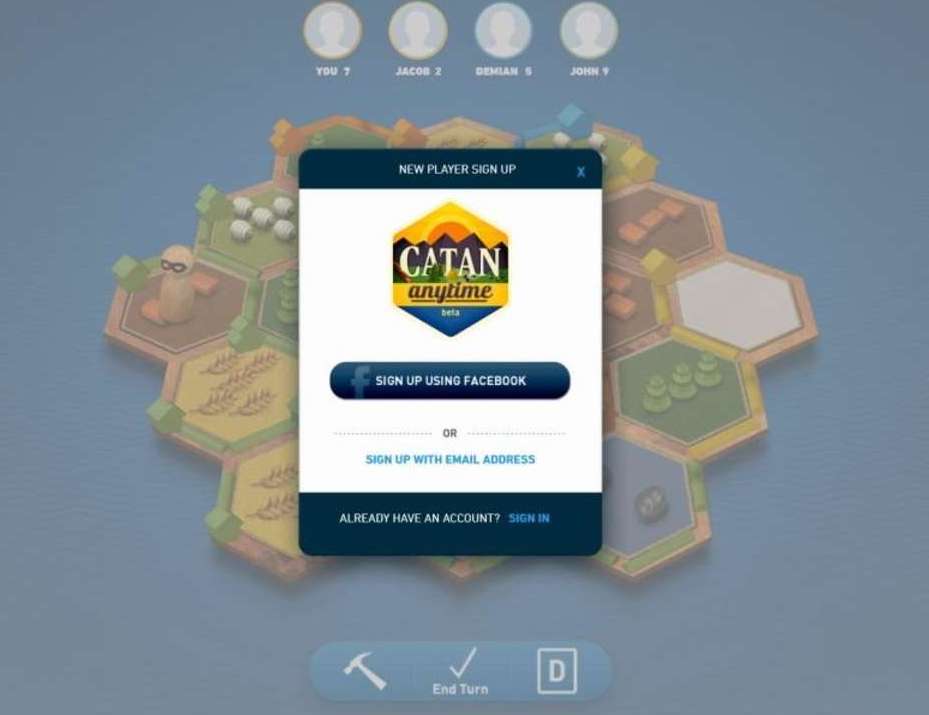 YOU 7 JACOB 2 DEMIAN 5 JOHN 9
NEW PLAYER SIGN UP X
CATAN
anytime
beta
f SIGN UP USING FACEBOOK
OR
SIGN UP WITH EMAIL ADDRESS
ALREADY HAVE AN ACCOUNT? SIGN IN
End Turn D